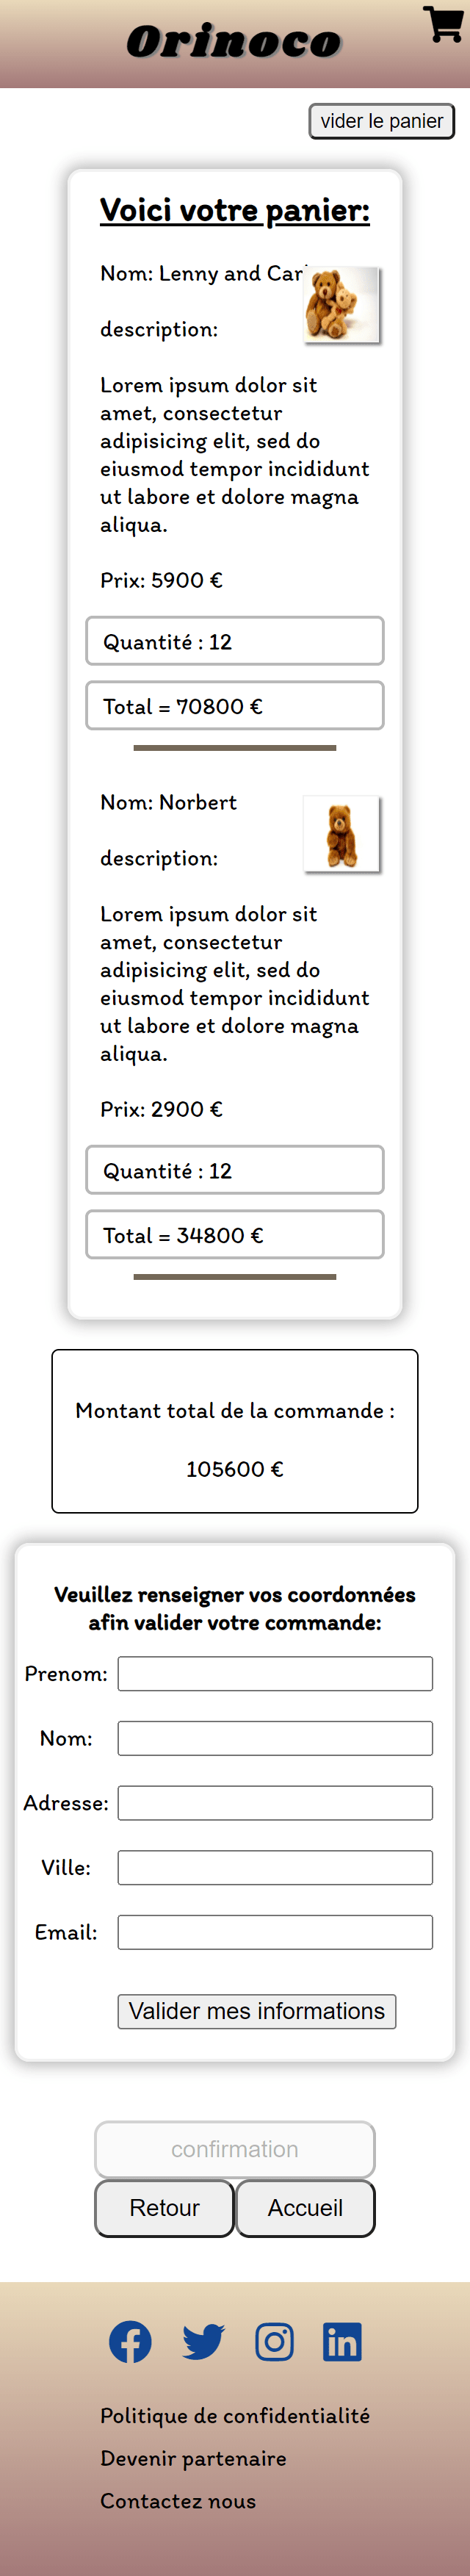 Orinoco
vider le panier
Voici votre panier:
Nom: Lenny and
description:
Lorem ipsum dolor sit
amet, consectetur
adipisicing elit, sed do
eiusmod tempor incididunt
ut labore et dolore magna
aliqua.
Prix: 5900 €
Quantité : 12
Total = 70800 €
Nom: Norbert
description:
Lorem ipsum dolor sit
amet, consectetur
adipisicing elit, sed do
eiusmod tempor incididunt
ut labore et dolore magna
aliqua.
Prix: 2900 €
Quantité : 12
Total = 34800 €
Montant total de la commande :
105600 €
Veuillez renseigner vos coordonnées
afin valider votre commande:
Prenom:
Nom:
Adresse:
Ville:
Email:
Valider mes informations
confirmation
Retour Accueil
Politique de confidentialité
Devenir partenaire
Contactez nous